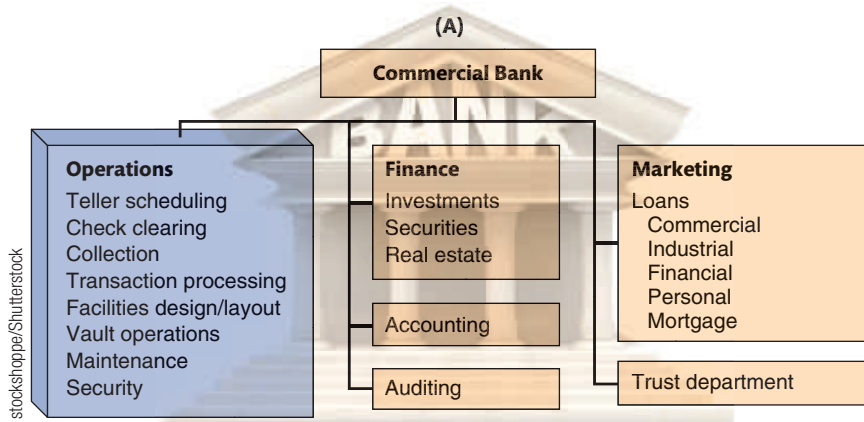 (A)
Commercial Bank
BANK
Operations
Teller scheduling
Check clearing
Collection
Transaction processing
Facilities design/layout
Vault operations
Maintenance
Security
Finance
Investments
Securities
Real estate
Accounting
Auditing
Marketing
Loans
Commercial
Industrial
Financial
Personal
Mortgage
Trust department
stockshoppe/Shutterstock